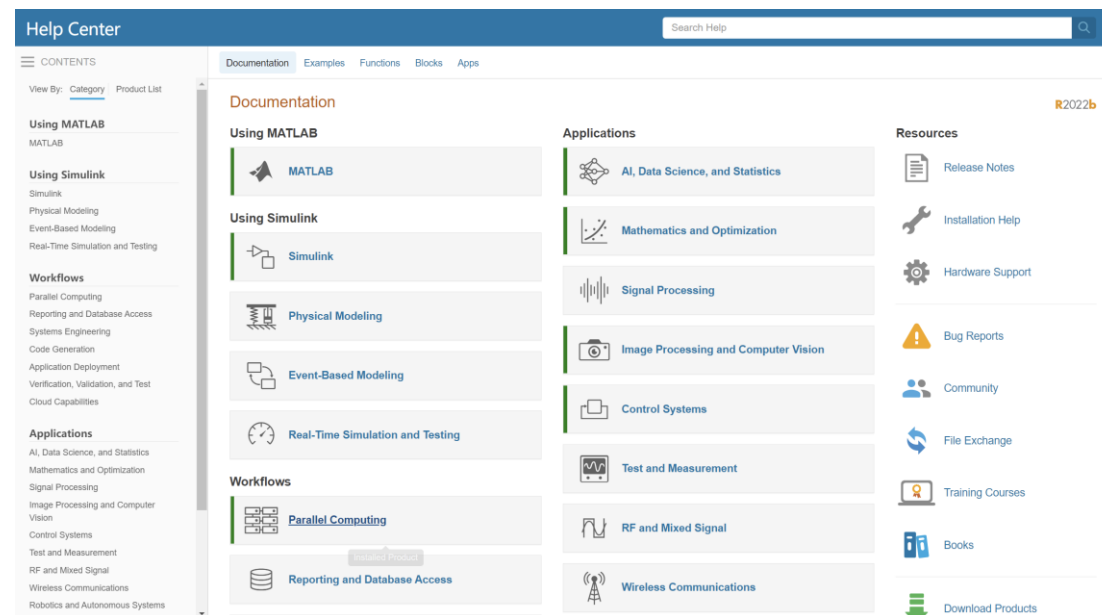 Help Center
Search Help
CONTENTS
View By: Category Product List
Using MATLAB
MATLAB
Using Simulink
Simulink
Physical Modeling
Event-Based Modeling
Real-Time Simulation and Testing
Workflows
Parallel Computing
Reporting and Database Access
Systems Engineering
Code Generation
Application Deployment
Verification, Validation, and Test
Cloud Capabilities
Applications
AI, Data Science, and Statistics
Mathematics and Optimization
Signal Processing
Image Processing and Computer
Vision
Control Systems
Test and Measurement
RF and Mixed Signal
Wireless Communications
Robotics and Autonomous Systems
Documentation Examples Functions Blocks Apps
Documentation
R2022b
Using MATLAB
MATLAB
Using Simulink
Simulink
Physical Modeling
Event-Based Modeling
Real-Time Simulation and Testing
Workflows
Parallel Computing
Installed Product
Reporting and Database Access
Applications
AI, Data Science, and Statistics
Mathematics and Optimization
Signal Processing
Image Processing and Computer Vision
Control Systems
Test and Measurement
RF and Mixed Signal
Wireless Communications
Resources
Release Notes
Installation Help
Hardware Support
Bug Reports
Community
File Exchange
Training Courses
Books
Download Products